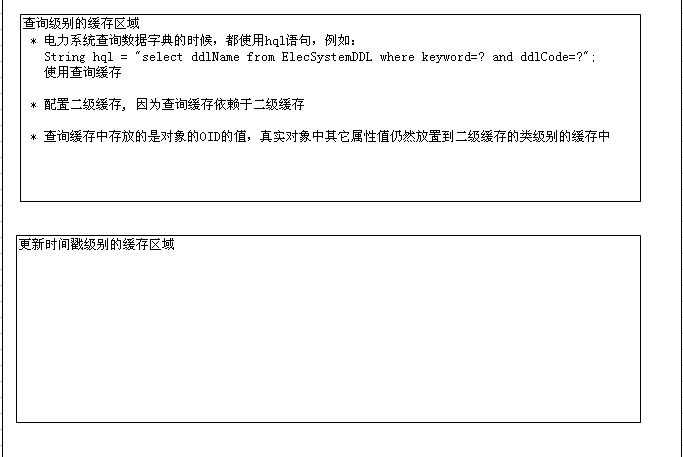 查询级别的缓存区域
* 电力系统查询数据字典的时候，都使用hql语句，例如：
String hql = "select ddlName from ElecSystemDDL where keyword=? and ddlCode=?";
使用查询缓存
* 配置二级缓存，因为查询缓存依赖于二级缓存
* 查询缓存中存放的是对象的OID的值，真实对象中其它属性值仍然放置到二级缓存的类级别的缓存中
更新时间戳级别的缓存区域